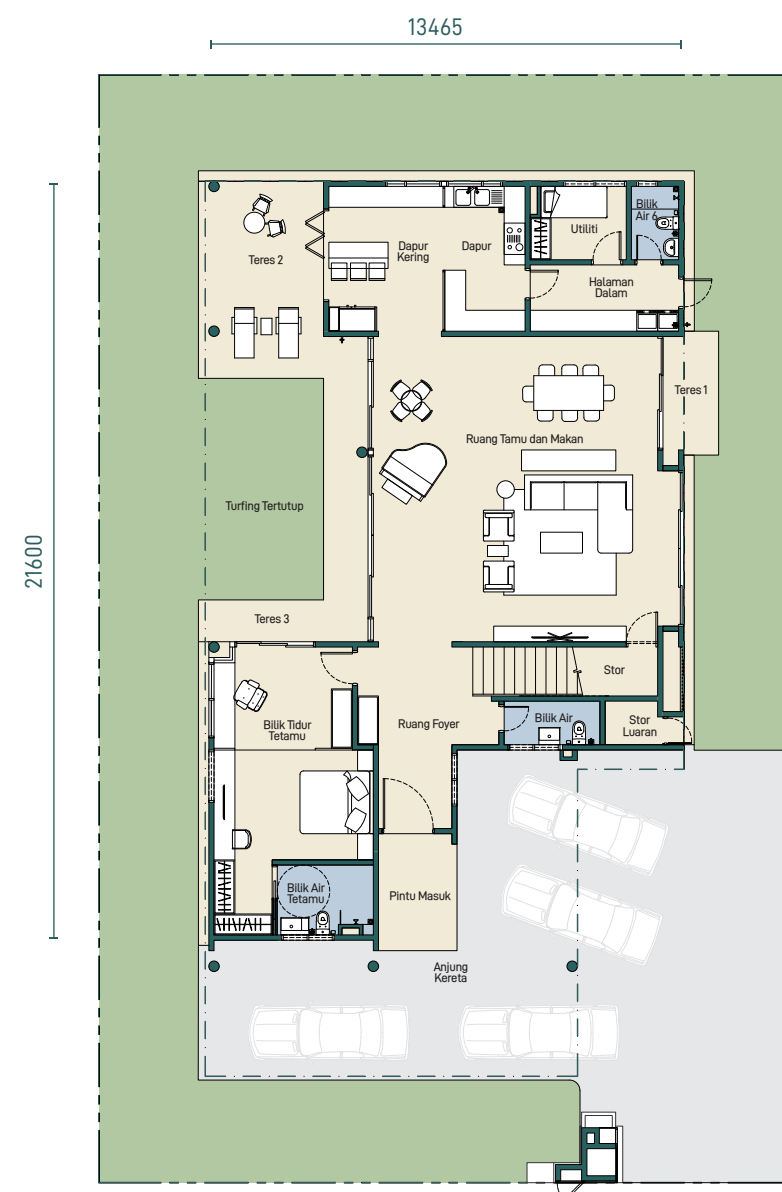 13465
21600
Bilik
Air 6
Utiliti
Dapur
Kering
Dapur
Teres 2
Halaman
Dalam
Teres 1
Ruang Tamu dan Makan
Turfing Tertutup
Teres 3
Stor
Bilik Tidur
Tetamu
Ruang Foyer
Bilik Air
Stor
Luaran
Bilik Air
Tetamu
Pintu Masuk
Anjung
Kereta